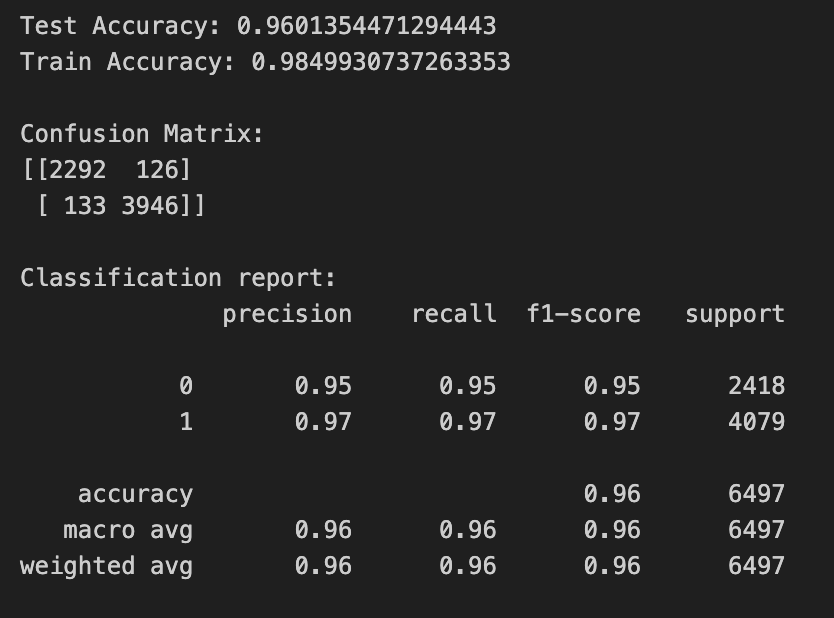 Test Accuracy: 0.9601354471294443
Train Accuracy: 0.9849930737263353
Confusion Matrix:
[[2292  126]
 [ 133 3946]]
Classification report:
              precision    recall  f1-score   support
           0       0.95      0.95      0.95      2418
           1       0.97      0.97      0.97      4079
    accuracy                           0.96      6497
   macro avg       0.96      0.96      0.96      6497
weighted avg       0.96      0.96      0.96      6497